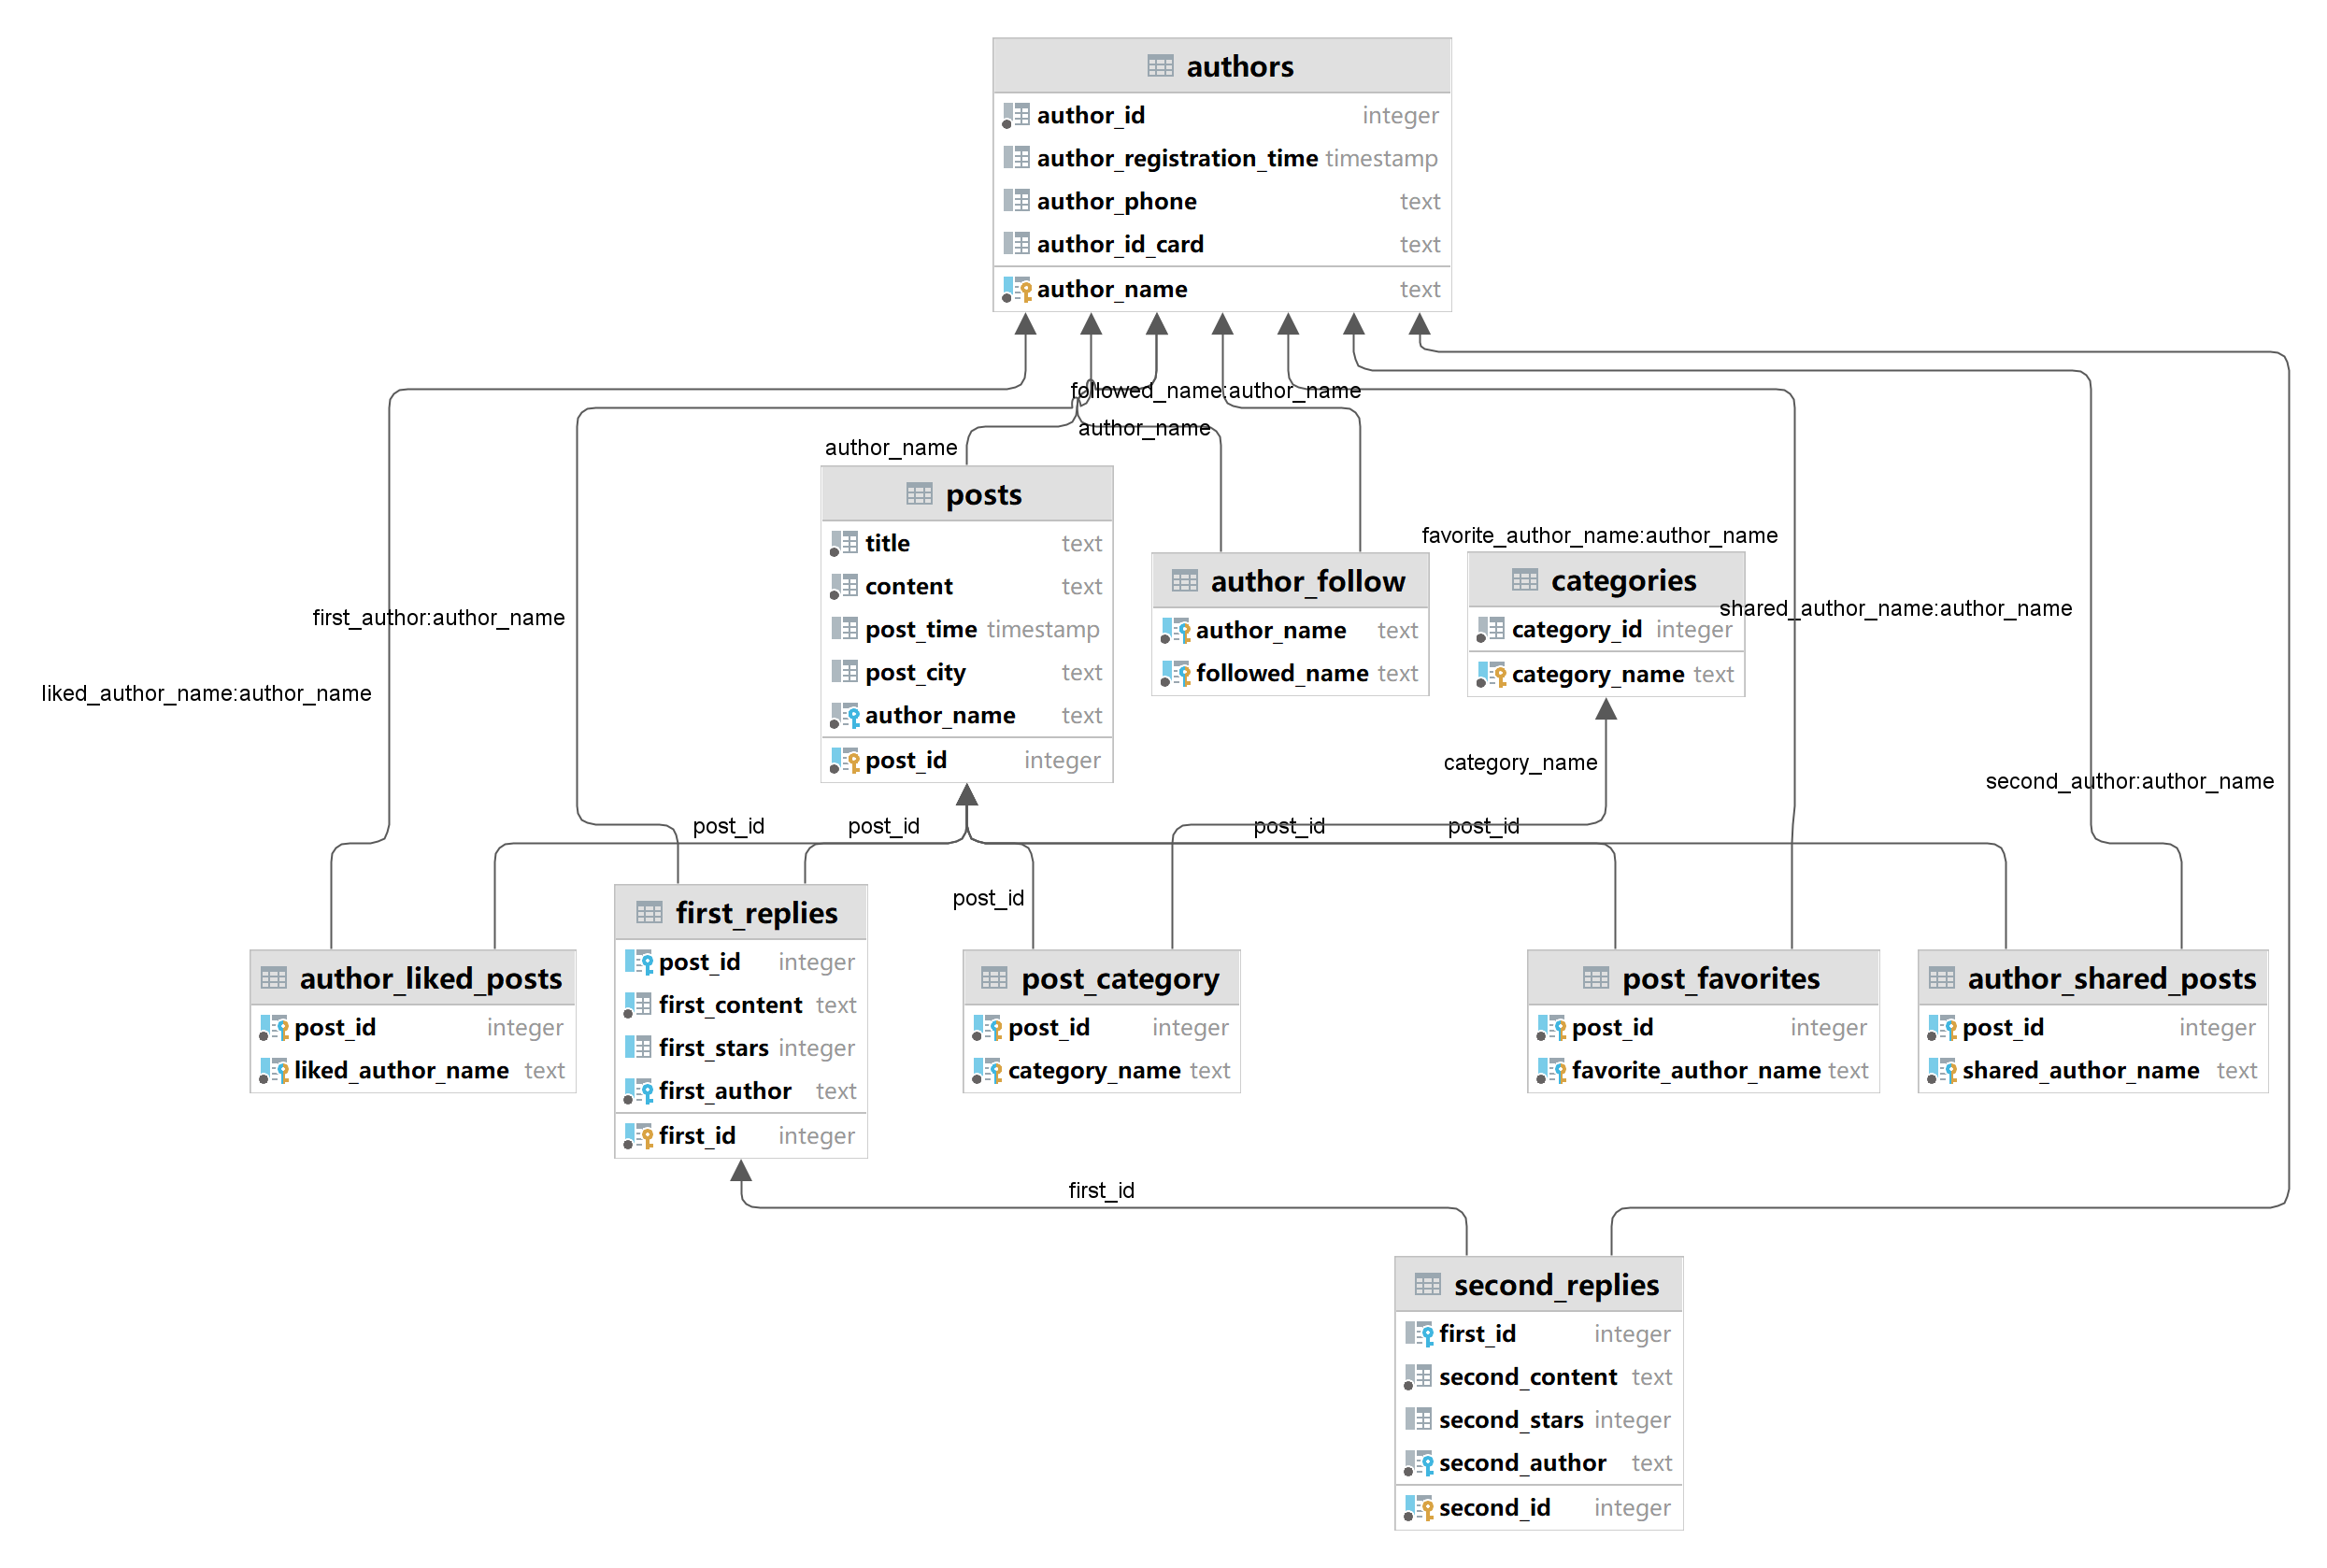 authors
author_id integer
author_registration_time timestamp
author_phone text
author_id_card text
author_name text
followed_name:author_name
author_name
author_name
posts
title text
content text
post_time timestamp
post_city text
author_name text
post_id integer
author_follow
author_name text
followed_name text
favorite_author_name:author_name
categories
category_id integer
category_name text
first_author:author_name
shared_author_name:author_name
liked_author_name:author_name
category_name
second_author:author_name
post_id
post_id
post_id
post_id
post_id
author_liked_posts
post_id integer
liked_author_name text
first_replies
post_id integer
first_content text
first_stars integer
first_author text
first_id integer
post_category
post_id integer
category_name text
post_favorites
post_id integer
favorite_author_name text
author_shared_posts
post_id integer
shared_author_name text
first_id
second_replies
first_id integer
second_content text
second_stars integer
second_author text
second_id integer